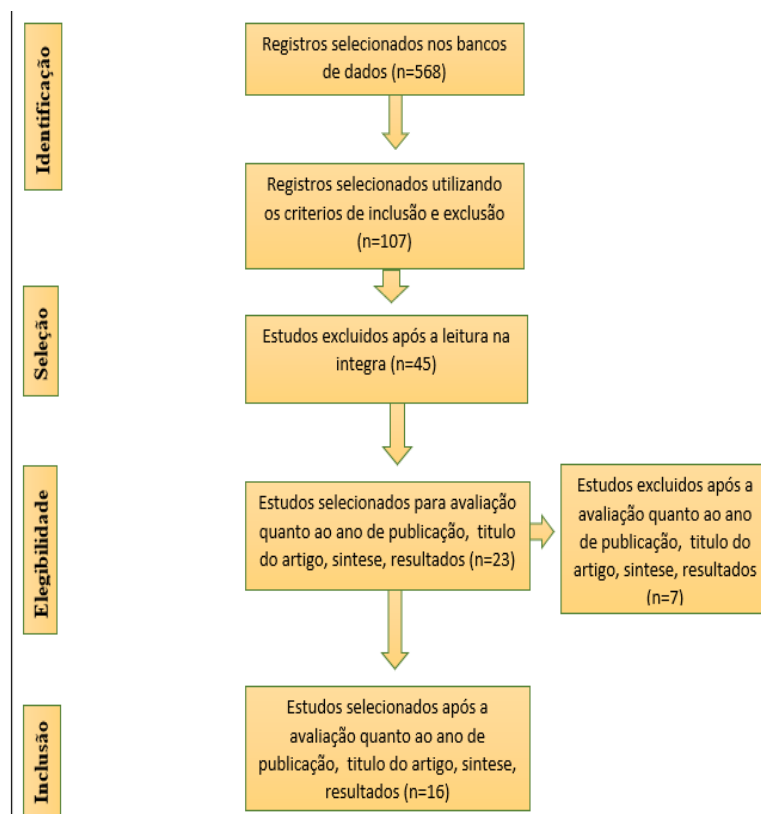 Identificação
Registros selecionados nos bancos
de dados (n=568)
Registros selecionados utilizando
os criterios de inclusão e exclusão
(n=107)
Seleção
Estudos excluidos após a leitura na
integra (n=45)
Elegibilidade
Estudos selecionados para avaliação
quanto ao ano de publicação, titulo
do artigo, sintese, resultados (n=23)
Estudos excluidos após a
avaliação quanto ao ano
de publicação, titulo do
artigo, sintese, resultados
(n=7)
Inclusão
Estudos selecionados após a
avaliação quanto ao ano de
publicação, titulo do artigo, sintese,
resultados (n=16)